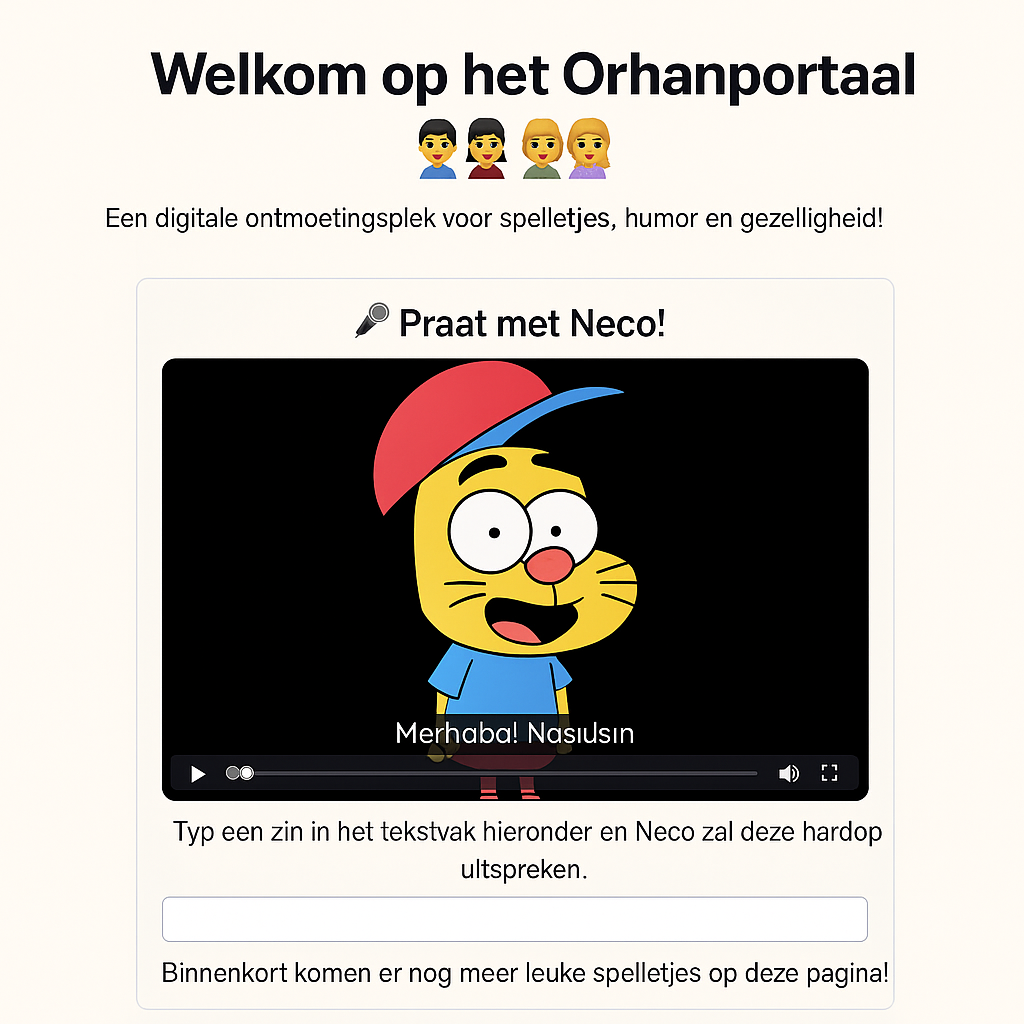 Welkom op het Orhanportaal
Een digitale ontmoetingsplek voor spelletjes, humor en gezelligheid!
Praat met Neco!
Merhaba! Nasıulsın
Typ een zin in het tekstvak hieronder en Neco zal deze hardop
ultspreken.
Binnenkort komen er nog meer leuke spelletjes op deze pagina!